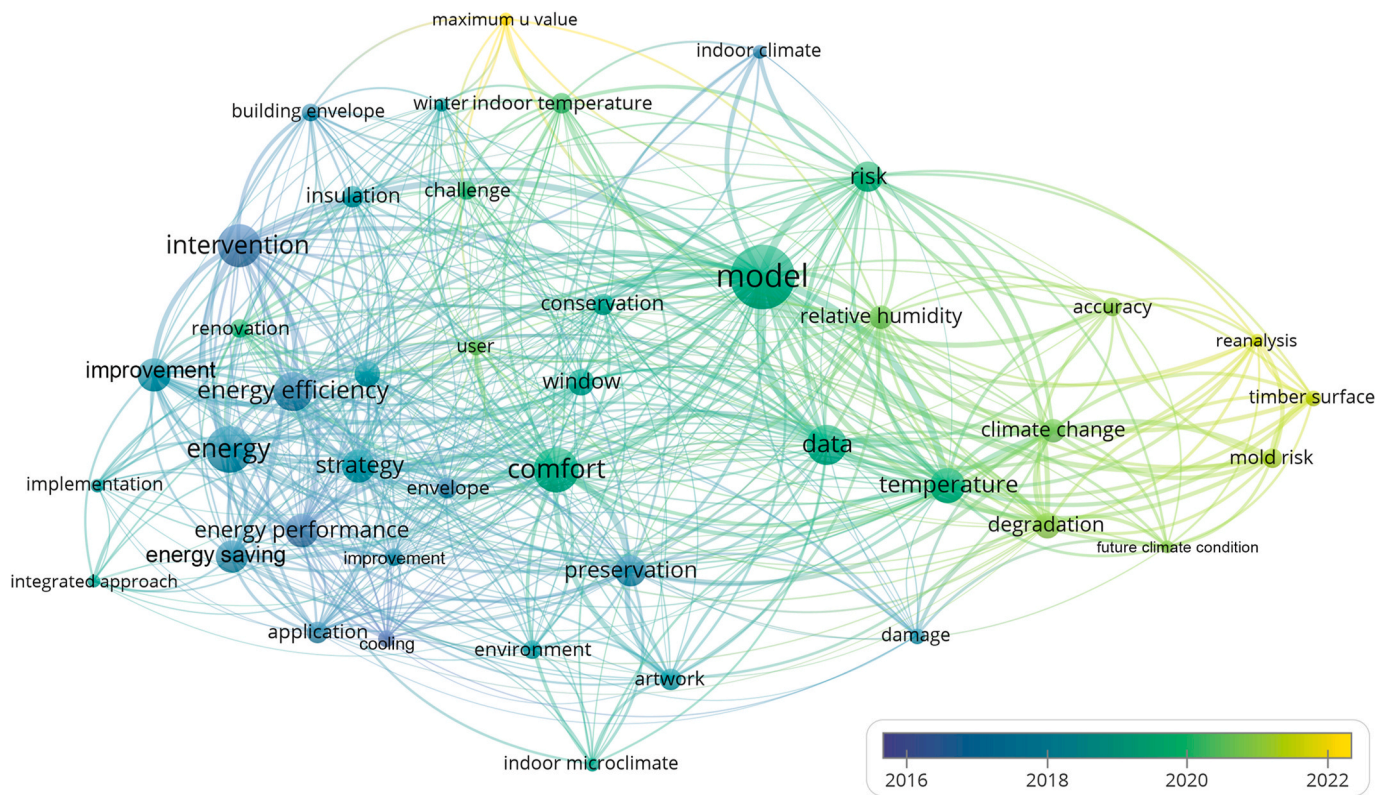 maximum u value
indoor climate
building envelope
winter indoor temperature
risk
insulation
challenge
intervention
model
conservation
relative humidity
accuracy
renovation
user
reanalysis
improvement
energy efficiency
window
timber surface
climate change
data
energy
strategy
comfort
mold risk
implementation
envelope
temperature
energy performance
degradation
energy saving
improvement
preservation
future climate condition
integrated approach
application
cooling
environment
damage
artwork
indoor microclimate
2016 2018 2020 2022